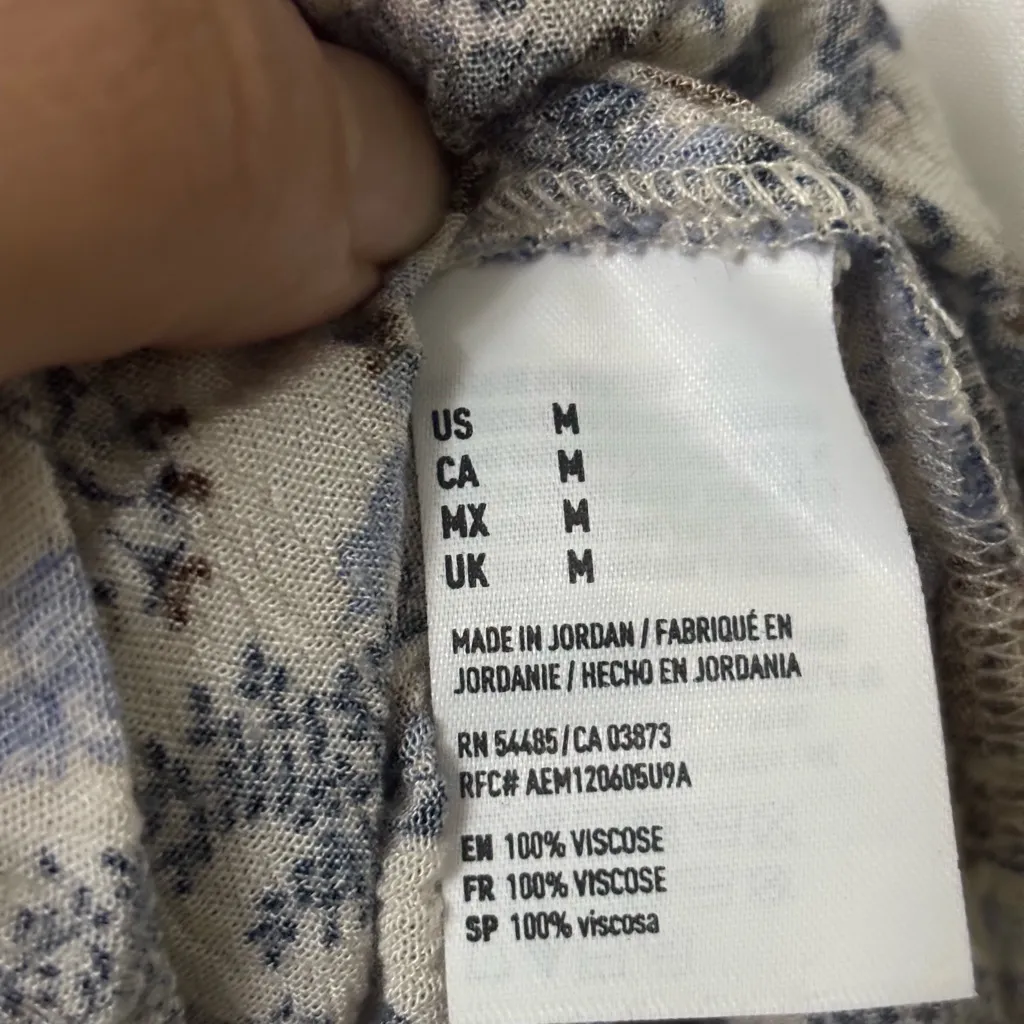 US M
CA M
MX M
UK M
MADE IN JORDAN / FABRIQUÉ EN
JORDANIE / HECHO EN JORDANIA
RN 54485 / CA 03873
RFC# AEM120605U9A
EN 100% VISCOSE
FR 100% VISCOSE
SP 100% viscosa